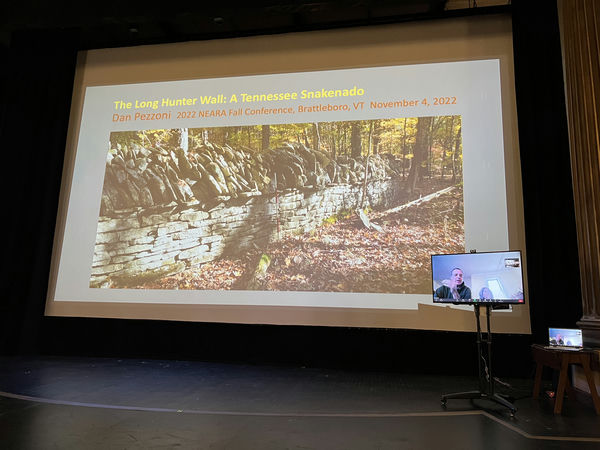 The Long Hunter Wall: A Tennessee Snakenado
Dan Pezzoni 2022 NEARA Fall Conference, Brattleboro, VT November 4, 2022